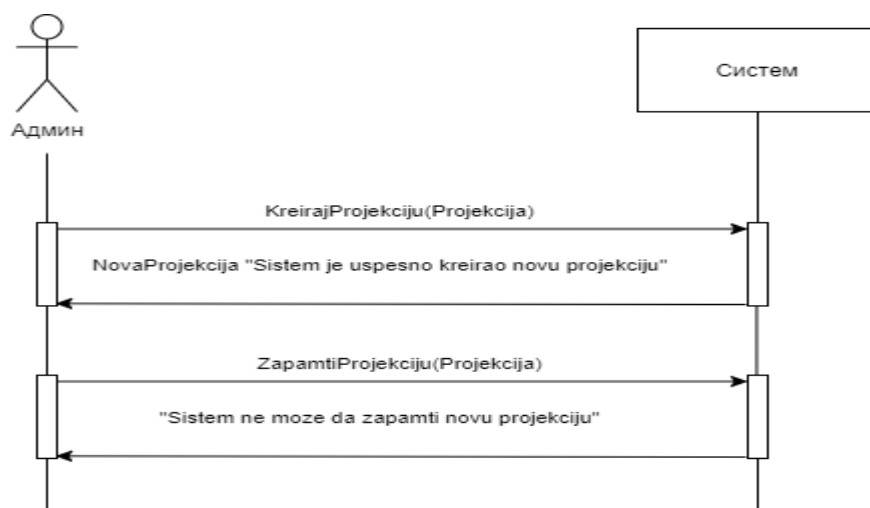 Админ
Систем
KreirajProjekciju(Projekcija)
NovaProjekcija "Sistem je uspesno kreirao novu projekciju"
ZapamtiProjekciju(Projekcija)
"Sistem ne moze da zapamti novu projekciju"